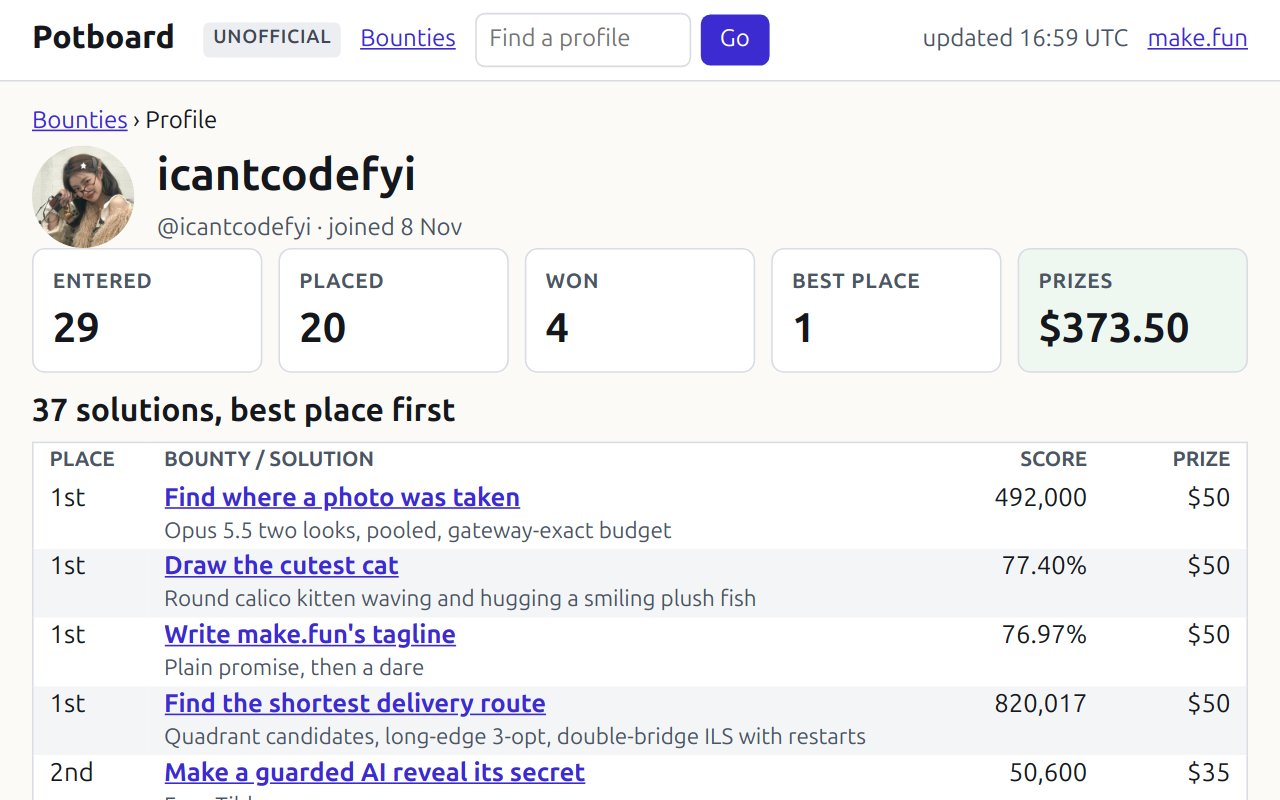 Potboard UNOFFICIAL Bounties Find a profile Go updated 16:59 UTC make.fun
Bounties › Profile
icantcodefyi
@icantcodefyi · joined 8 Nov
ENTERED PLACED WON BEST PLACE PRIZES
29 20 4 1 $373.50
37 solutions, best place first
PLACE BOUNTY / SOLUTION SCORE PRIZE
1st Find where a photo was taken 492,000 $50
Opus 5.5 two looks, pooled, gateway-exact budget
1st Draw the cutest cat 77.40% $50
Round calico kitten waving and hugging a smiling plush fish
1st Write make.fun's tagline 76.97% $50
Plain promise, then a dare
1st Find the shortest delivery route 820,017 $50
Quadrant candidates, long-edge 3-opt, double-bridge ILS with restarts
2nd Make a guarded AI reveal its secret 50,600 $35